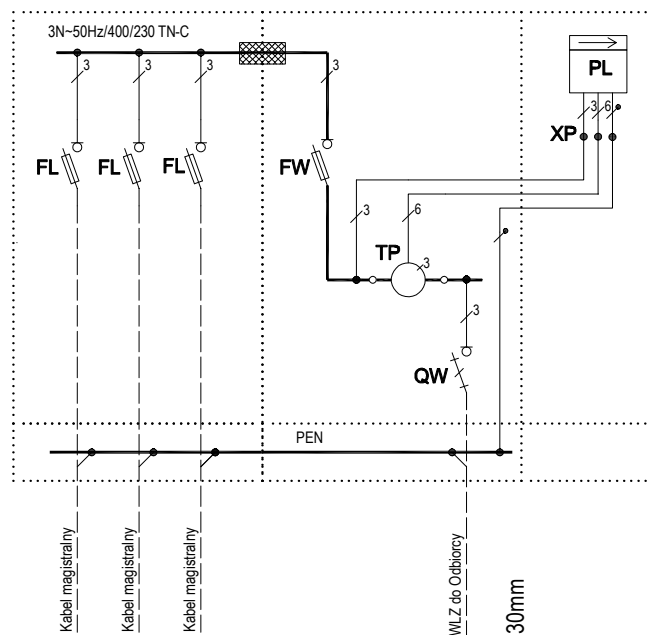 3N~50Hz/400/230 TN-C
3
3
3
3
PL
3
6
XP
FL
FL
FL
FW
3
6
TP
3
3
QW
PEN
Kabel magistralny
Kabel magistralny
Kabel magistralny
WLZ do Odbiorcy
30mm